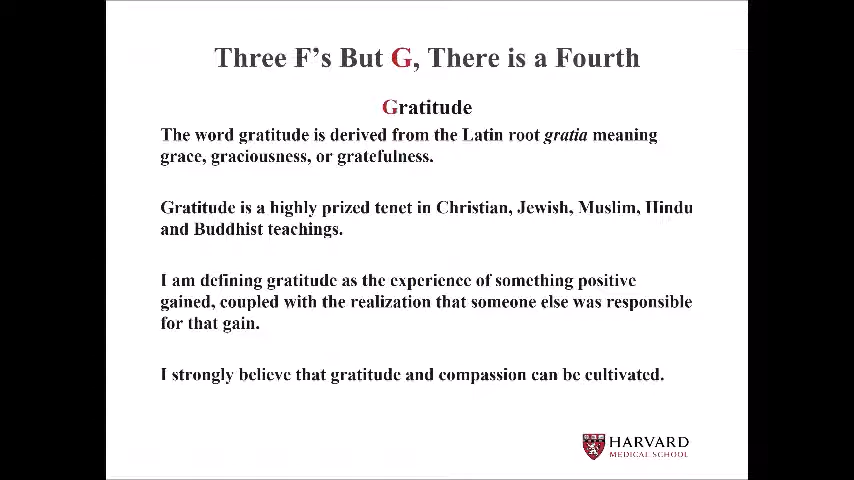 Three F's But G, There is a Fourth
Gratitude
The word gratitude is derived from the Latin root gratia meaning
grace, graciousness, or gratefulness.
Gratitude is a highly prized tenet in Christian, Jewish, Muslim, Hindu
and Buddhist teachings.
I am defining gratitude as the experience of something positive
gained, coupled with the realization that someone else was responsible
for that gain.
I strongly believe that gratitude and compassion can be cultivated.
HARVARD
MEDICAL SCHOOL